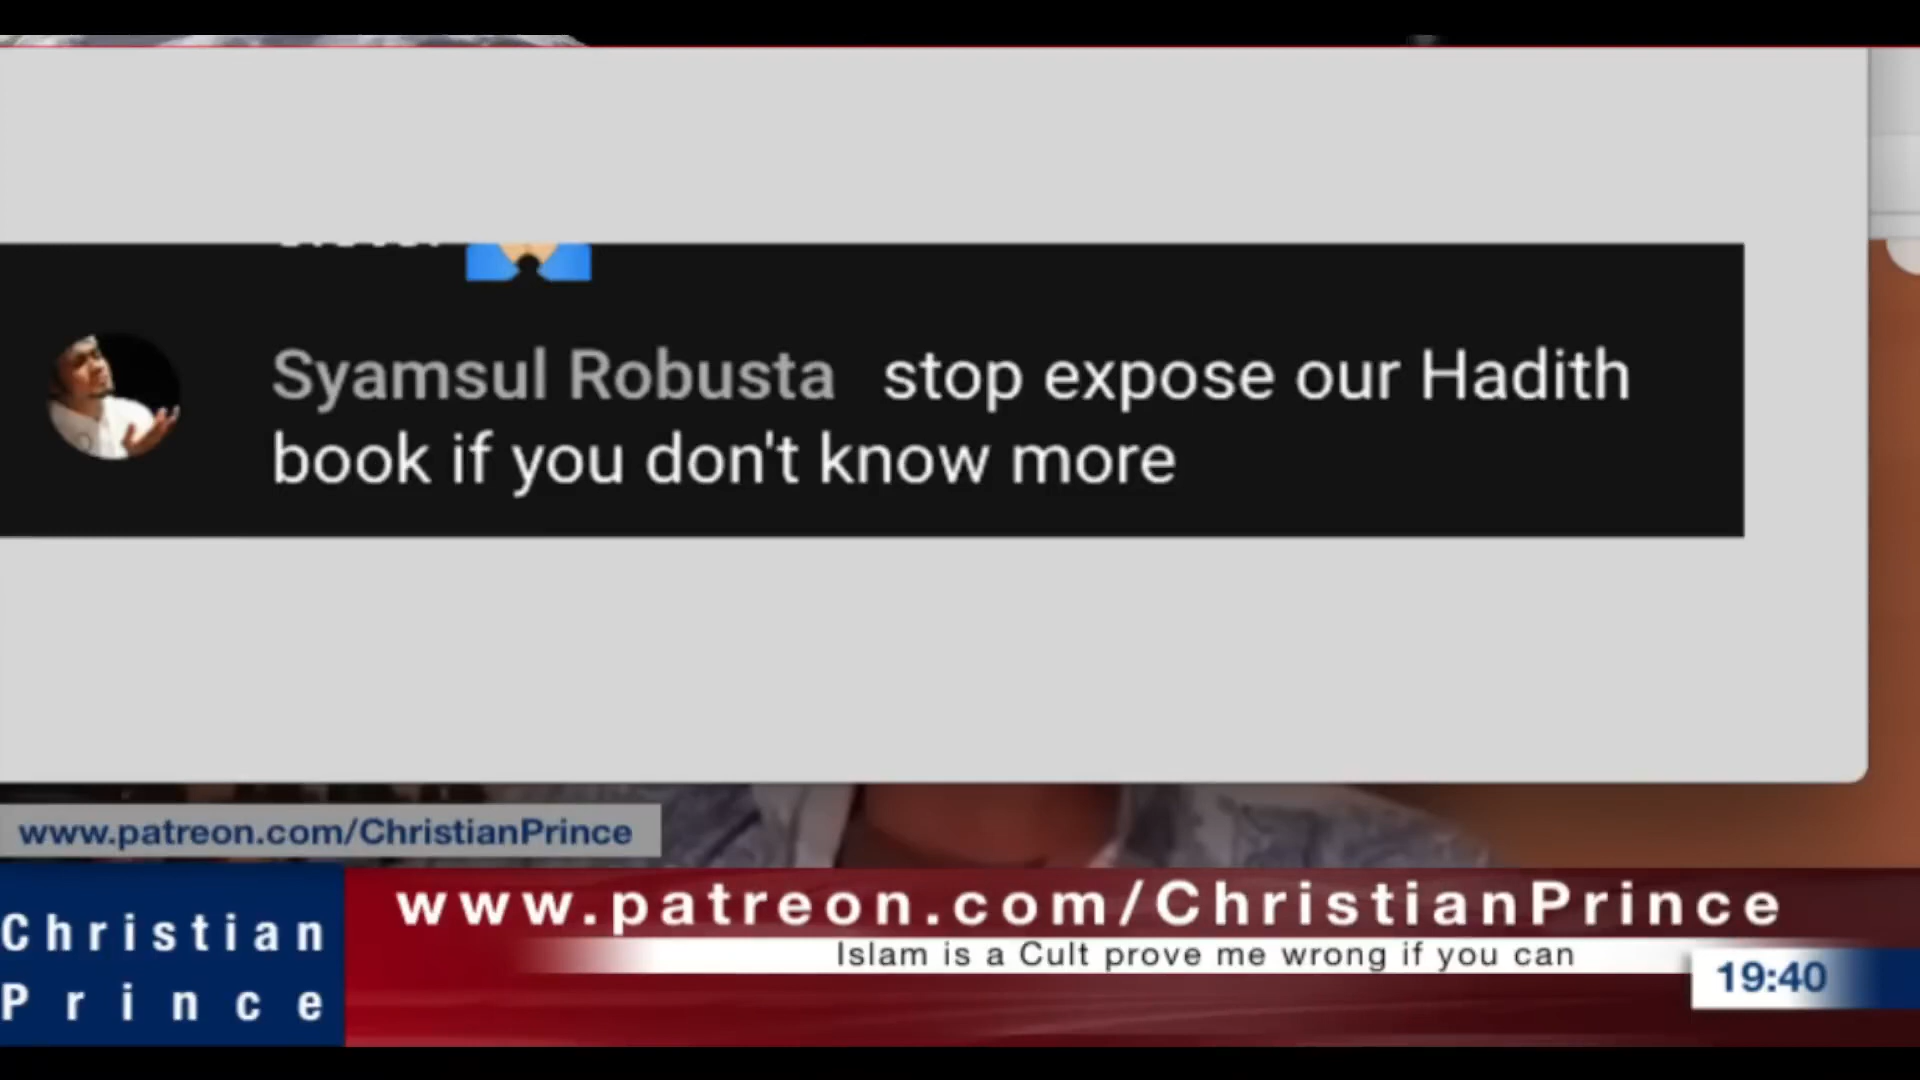 Syamsul Robusta stop expose our Hadith
book if you don't know more
www.patreon.com/ChristianPrince
Christian
Prince
www.patreon.com/ChristianPrince
Islam is a Cult prove me wrong if you can
19:40